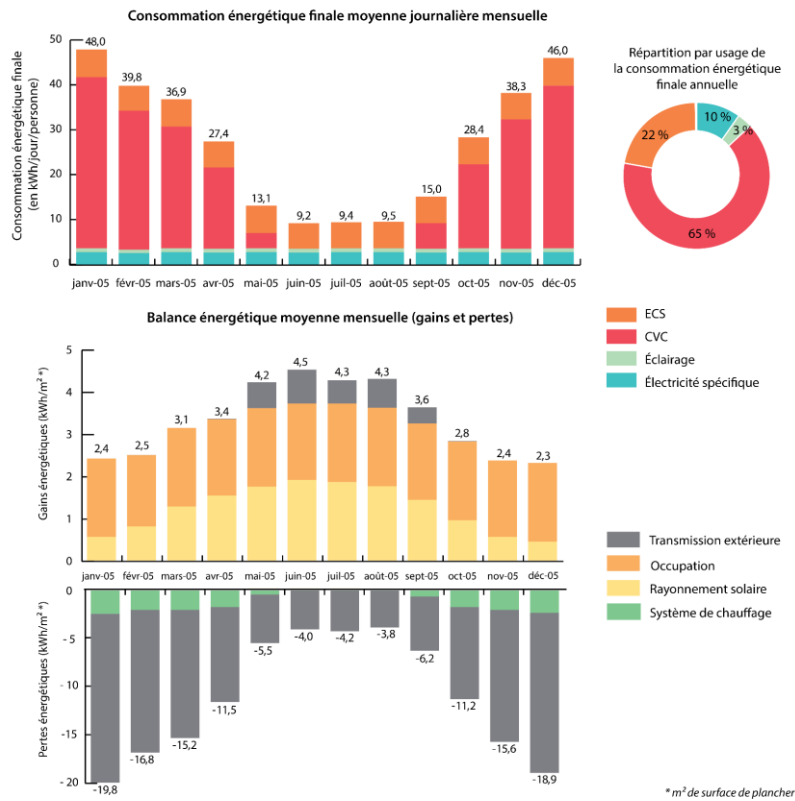 Consommation énergétique finale moyenne journalière mensuelle
Consommation énergétique finale
(en kWh/jour/personne)
50
40
30
20
10
0
48,0
39,8
36,9
27,4
13,1
9,2
9,4
9,5
15,0
28,4
38,3
46,0
janv-05
févr-05
mars-05
avr-05
mai-05
juin-05
juil-05
août-05
sept-05
oct-05
nov-05
déc-05
Répartition par usage de
la consommation énergétique
finale annuelle
10 %
3 %
22 %
65 %
ECS
CVC
Éclairage
Électricité spécifique
Balance énergétique moyenne mensuelle (gains et pertes)
Gains énergétiques (kWh/m² *)
5
4
3
2
1
0
2,4
2,5
3,1
3,4
4,2
4,5
4,3
4,3
3,6
2,8
2,4
2,3
janv-05
févr-05
mars-05
avr-05
mai-05
juin-05
juil-05
août-05
sept-05
oct-05
nov-05
déc-05
Transmission extérieure
Occupation
Rayonnement solaire
Système de chauffage
Pertes énergétiques (kWh/m² *)
0
- 5
- 10
- 15
- 20
-19,8
-16,8
-15,2
-11,5
-5,5
-4,0
-4,2
-3,8
-6,2
-11,2
-15,6
-18,9
* m² de surface de plancher